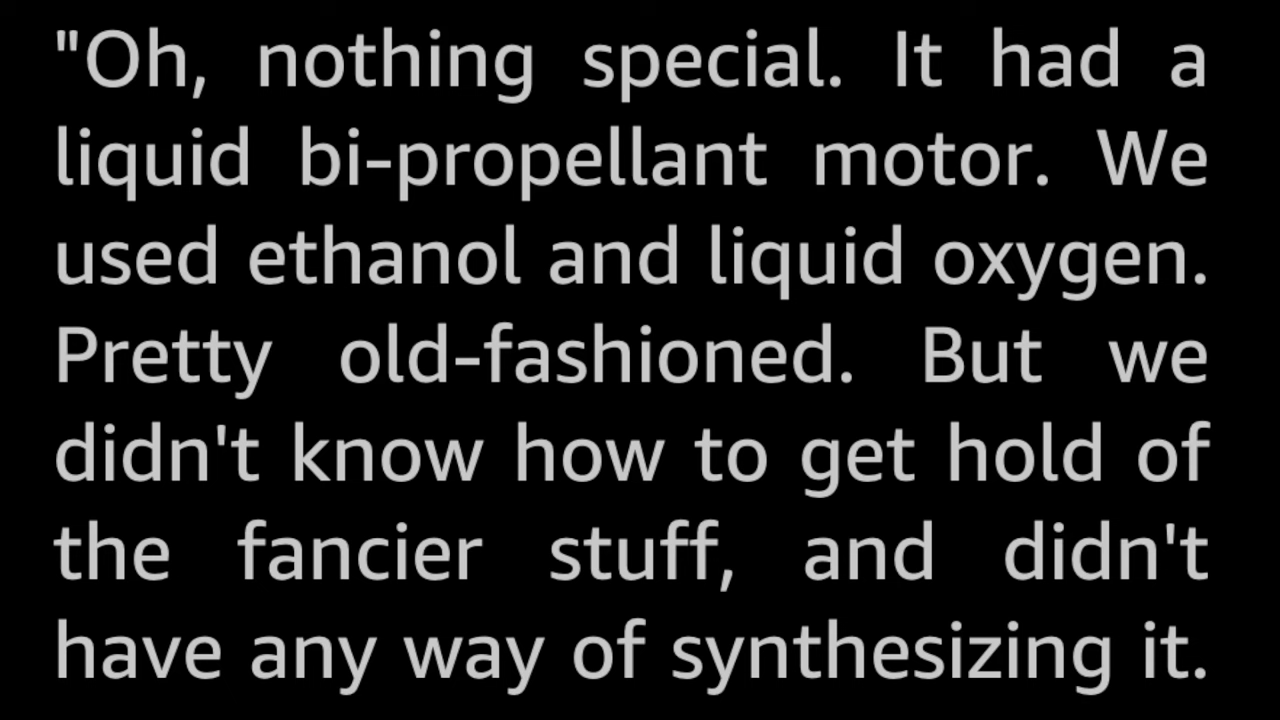 "Oh, nothing special. It had a
liquid bi-propellant motor. We
used ethanol and liquid oxygen.
Pretty old-fashioned. But we
didn't know how to get hold of
the fancier stuff, and didn't
have any way of synthesizing it.